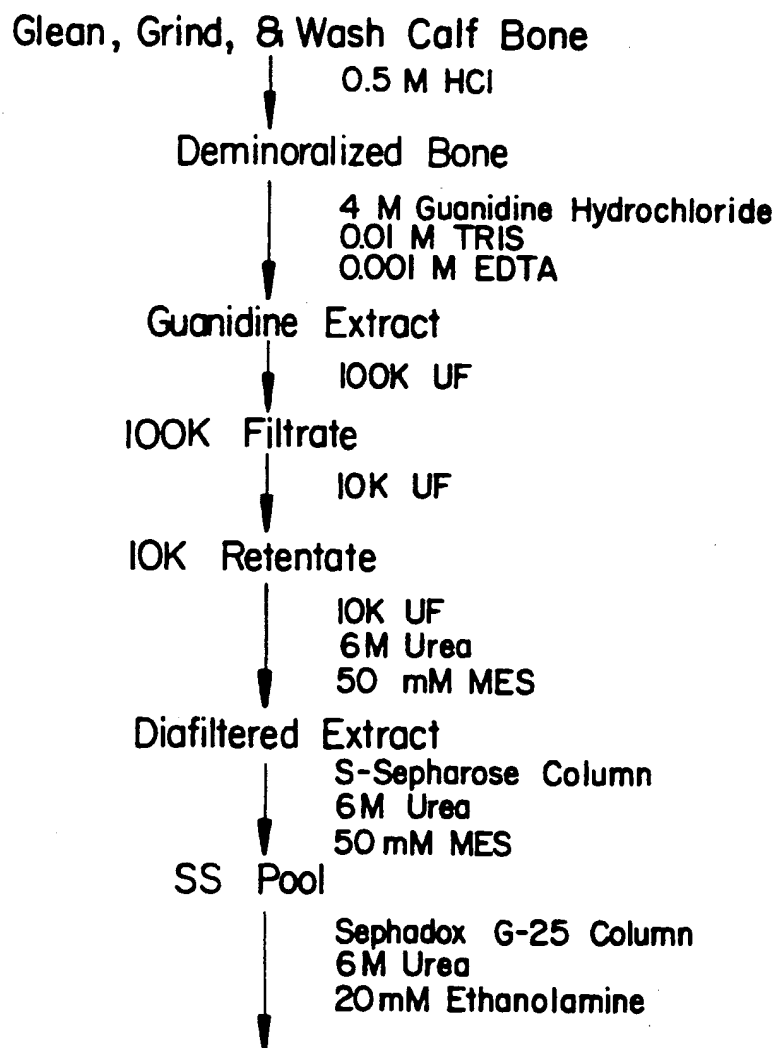 Glean, Grind, & Wash Calf Bone
0.5 M HCl
Deminoralized Bone
4 M Guanidine Hydrochloride
0.01 M TRIS
0.001 M EDTA
Guanidine Extract
100K UF
100K Filtrate
10K UF
10K Retentate
10K UF
6M Urea
50 mM MES
Diafiltered Extract
S-Sepharose Column
6M Urea
50mM MES
SS Pool
Sephadox G-25 Column
6M Urea
20mM Ethanolamine